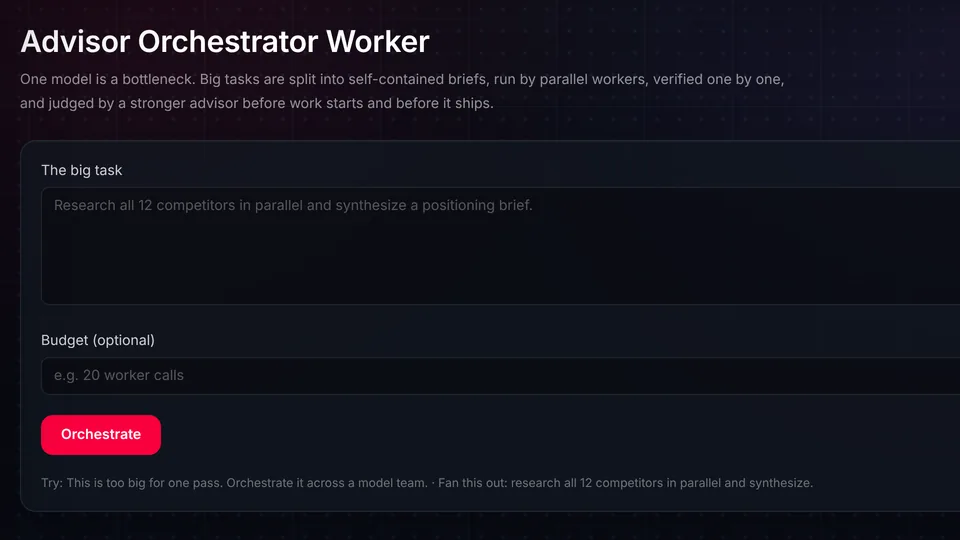 Advisor Orchestrator Worker
One model is a bottleneck. Big tasks are split into self-contained briefs, run by parallel workers, verified one by one,
and judged by a stronger advisor before work starts and before it ships.
The big task
Research all 12 competitors in parallel and synthesize a positioning brief.
Budget (optional)
e.g. 20 worker calls
Orchestrate
Try: This is too big for one pass. Orchestrate it across a model team. · Fan this out: research all 12 competitors in parallel and synthesize.